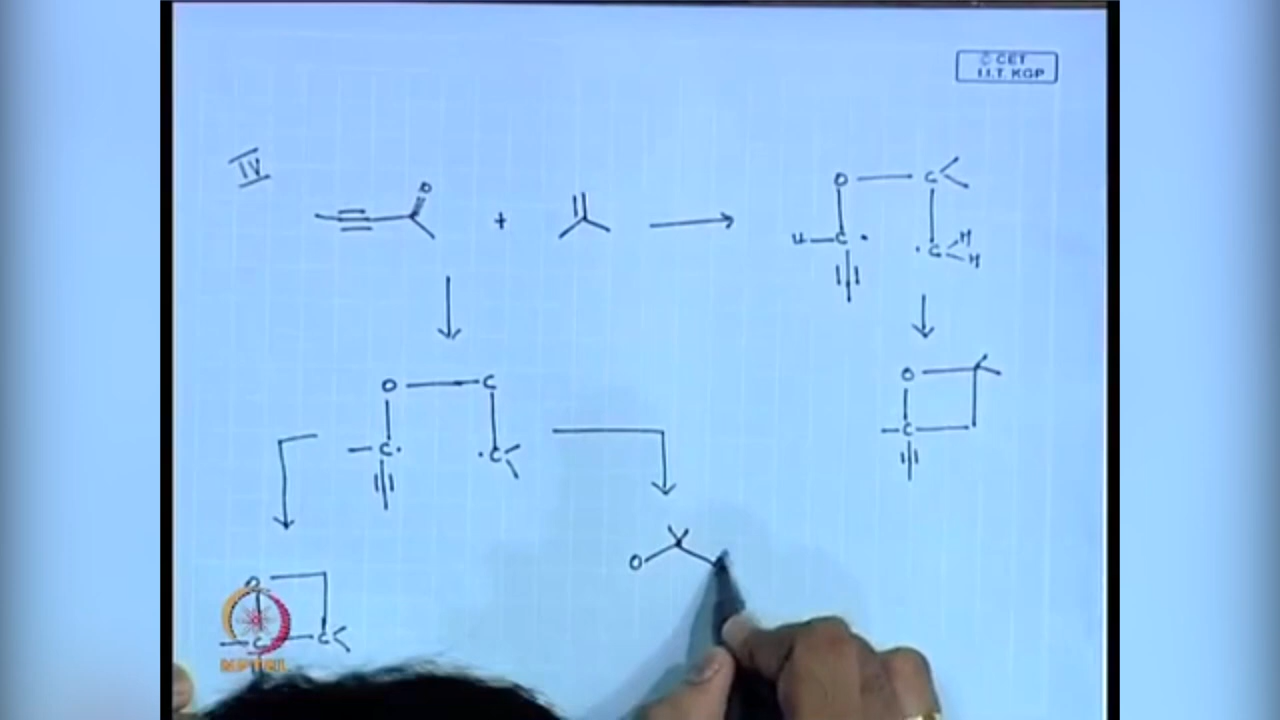 © CET
I.I.T. KGP
IV
O
+
O C
H C · · C H
H
O C
C · · C
O
C
O
O
C C
NPTEL